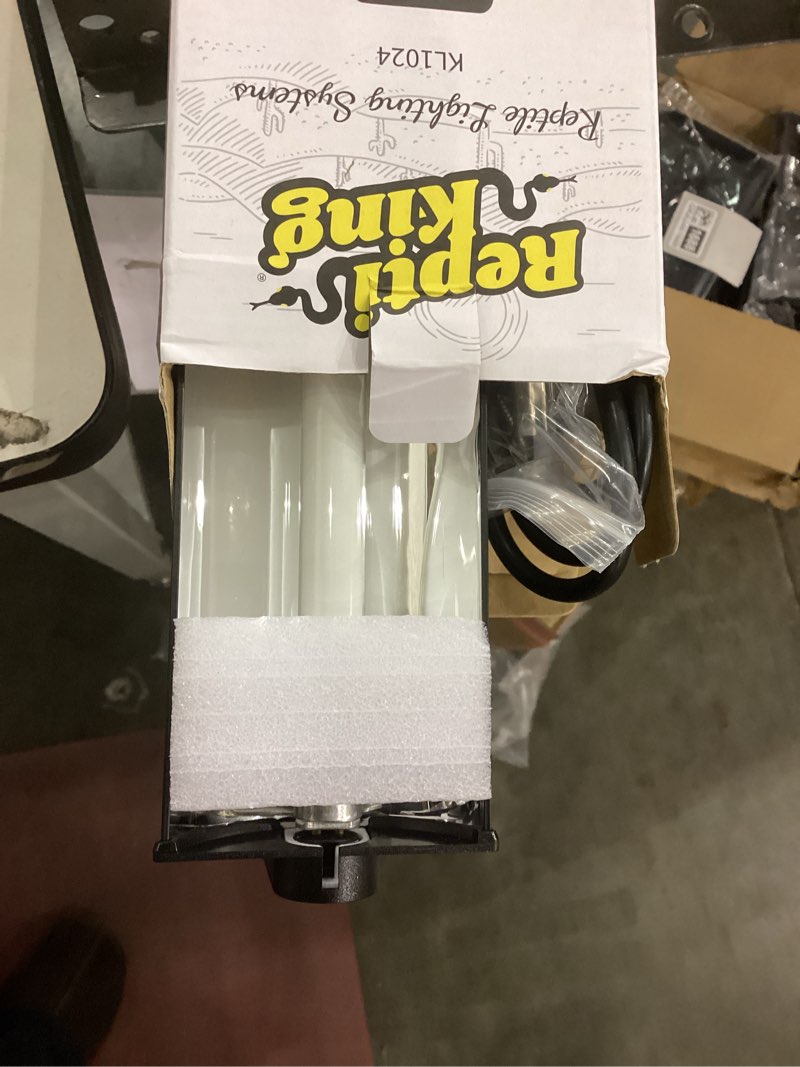 Repti
King®
Reptile Lighting Systems
KL1024